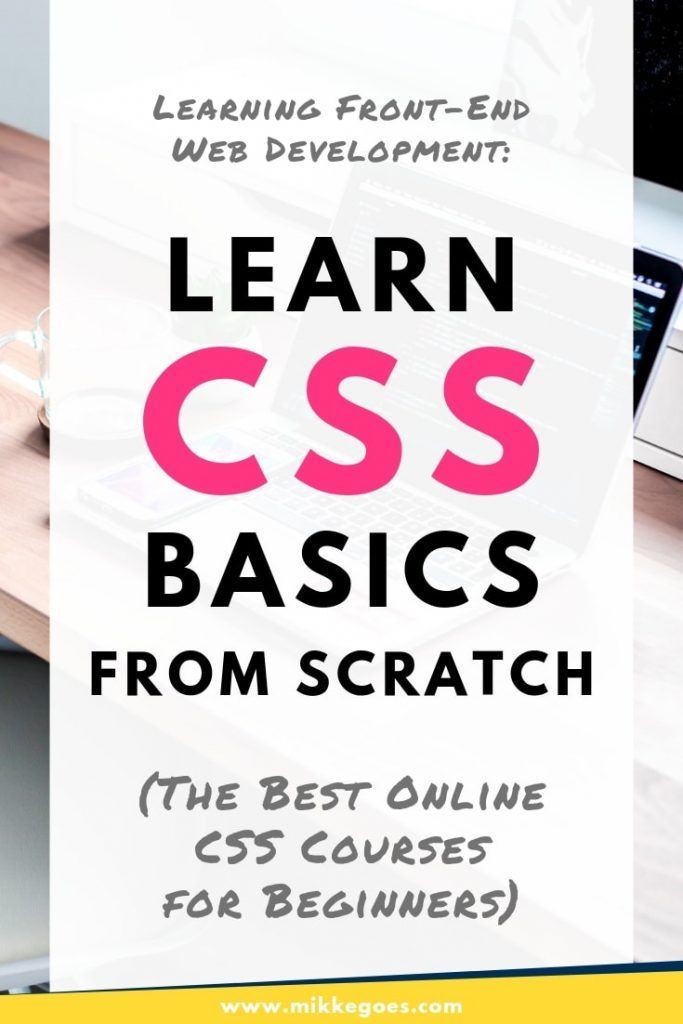 Learning Front-End
Web Development:
LEARN
CSS
BASICS
FROM SCRATCH
(The Best Online
CSS Courses
for Beginners)
www.mikkegoes.com